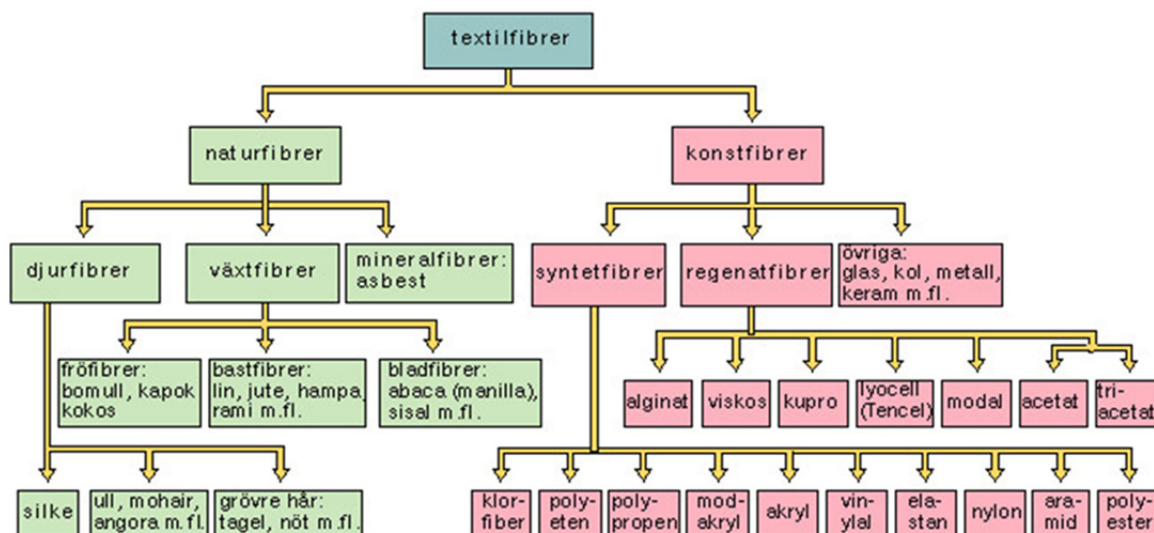 textilfibrer
naturfibrer
konstfibrer
djurfibrer
växtfibrer
mineralfibrer:
asbest
syntetfibrer
regenatfibrer
övriga:
glas, kol, metall,
keram m.fl.
fröfibrer:
bomull, kapok
kokos
bastfibrer:
lin, jute, hampa,
rami m.fl.
bladfibrer:
abaca (manilla),
sisal m.fl.
alginat
viskos
kupro
lyocell
(Tencel)
modal
acetat
tri-
acetat
silke
ull, mohair,
angora m.fl.
grövre hår:
tagel, nöt m.fl.
klor-
fiber
poly-
eten
poly-
propen
mod-
akryl
akryl
vin-
ylal
ela-
stan
nylon
ara-
mid
poly-
ester